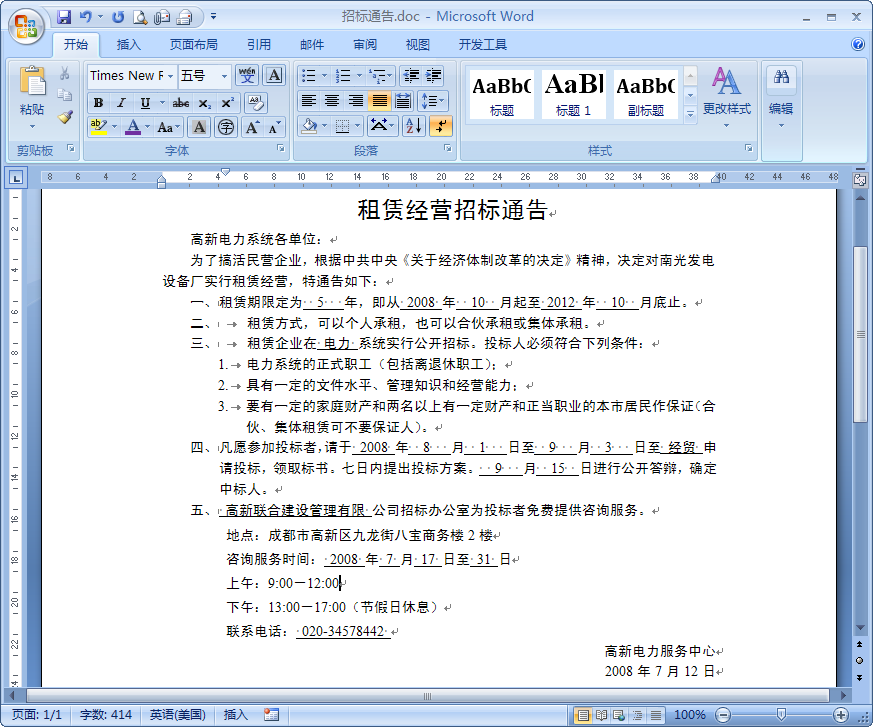 招标通告.doc - Microsoft Word
开始 插入 页面布局 引用 邮件 审阅 视图 开发工具
粘贴 剪贴板
Times New F 五号 wén 文 A
B I U abc x₂ x² Aa A 字 A A
字体
段落
AaBbC 标题
AaBl 标题 1
AaBbC 副标题
更改样式
样式
编辑
8 6 4 2 2 4 6 8 10 12 14 16 18 20 22 24 26 28 30 32 34 36 38 40 42 44 46 48
租赁经营招标通告
高新电力系统各单位：
为了搞活民营企业，根据中共中央《关于经济体制改革的决定》精神，决定对南光发电
设备厂实行租赁经营，特通告如下：
一、租赁期限定为 5 年，即从 2008 年 10 月起至 2012 年 10 月底止。
二、 租赁方式，可以个人承租，也可以合伙承租或集体承租。
三、 租赁企业在 电力 系统实行公开招标。投标人必须符合下列条件：
1. 电力系统的正式职工（包括离退休职工）；
2. 具有一定的文件水平、管理知识和经营能力；
3. 要有一定的家庭财产和两名以上有一定财产和正当职业的本市居民作保证（合
伙、集体租赁可不要保证人）。
四、凡愿参加投标者,请于 2008 年 8 月 1 日至 9 月 3 日至 经贸 申
请投标，领取标书。七日内提出投标方案。 9 月 15 日进行公开答辩，确定
中标人。
五、 高新联合建设管理有限 公司招标办公室为投标者免费提供咨询服务。
地点：成都市高新区九龙街八宝商务楼 2 楼
咨询服务时间： 2008 年 7 月 17 日至 31 日
上午：9:00－12:00
下午：13:00－17:00（节假日休息）
联系电话： 020-34578442
高新电力服务中心
2008 年 7 月 12 日
页面: 1/1 字数: 414 英语(美国) 插入 100%